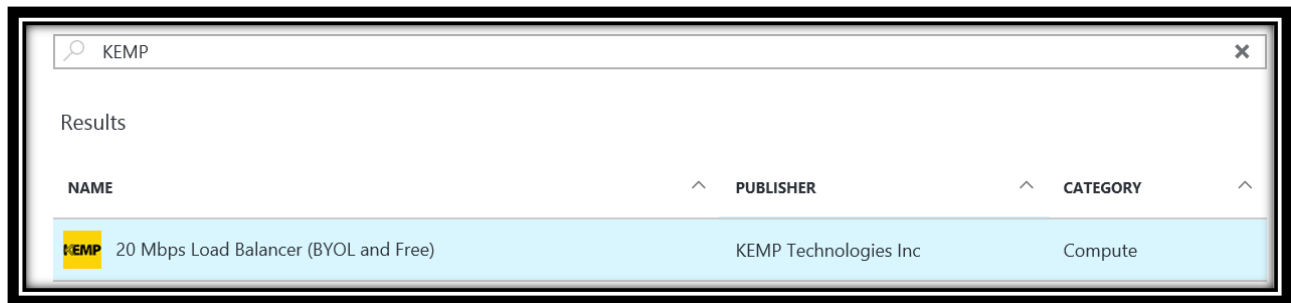 KEMP
Results
NAME PUBLISHER CATEGORY
KEMP 20 Mbps Load Balancer (BYOL and Free) KEMP Technologies Inc Compute